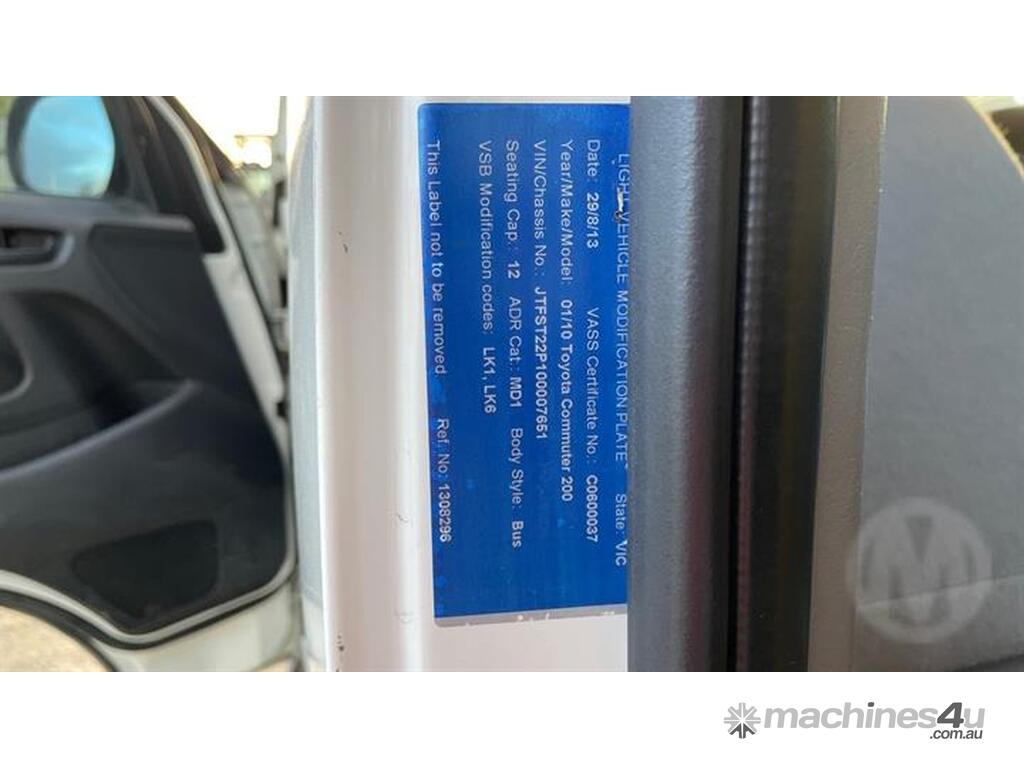 LIGHT VEHICLE MODIFICATION PLATE State VIC
Date: 29/8/13 VASS Certificate No.: C0600037
Year/Make/Model: 01/10 Toyota Commuter 200
VIN/Chassis No.: JTFST22P100007651
Seating Cap.: 12 ADR Cat.: MD1 Body Style: Bus
VSB Modification codes: LK1, LK6
This Label not to be removed Ref. No: 1308296
M
machines4u
.com.au